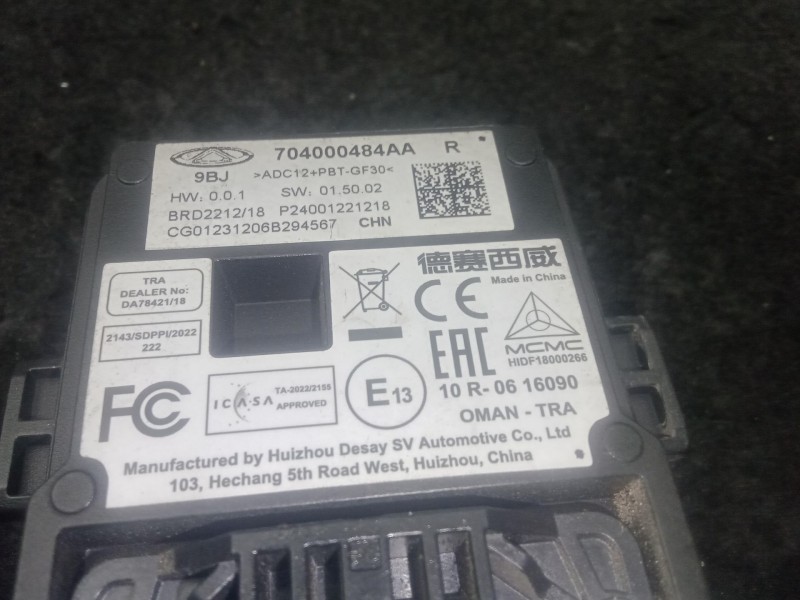 704000484AA R
9BJ >ADC12+PBT-GF30<
HW: 0.0.1 SW: 01.50.02
BRD2212/18 P24001221218
CG01231206B294567 CHN
TRA
DEALER No:
DA78421/18
2143/SDPPI/2022
222
德赛西威
CE Made in China
EAC
MCMC
HIDF18000266
FC
ICASA TA-2022/2155
APPROVED
E13
10 R- 06 16090
OMAN - TRA
Manufactured by Huizhou Desay SV Automotive Co., Ltd
103, Hechang 5th Road West, Huizhou, China